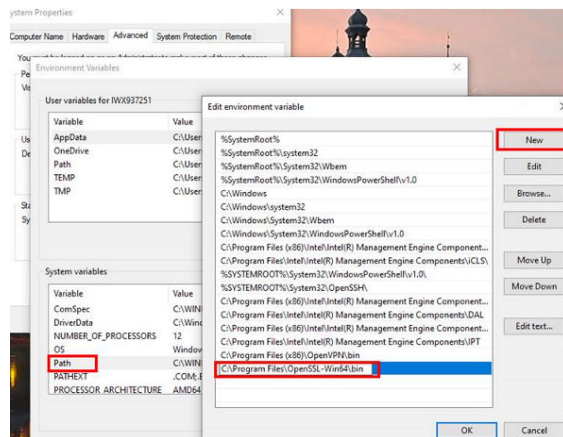 ystem Properties
Computer Name Hardware Advanced System Protection Remote
Environment Variables
User variables for IWX937251
Variable Value
AppData C:\User
OneDrive C:\User
Path C:\User
TEMP C:\User
TMP C:\User
System variables
Variable Value
ComSpec C:\WIN
DriverData C:\Wind
NUMBER_OF_PROCESSORS 12
OS Window
Path C:\WIN
PATHEXT .COM;.E
PROCESSOR ARCHITECTURE AMD64
Edit environment variable
%SystemRoot%
%SystemRoot%\system32
%SystemRoot%\System32\Wbem
%SystemRoot%\System32\WindowsPowerShell\v1.0
C:\Windows
C:\Windows\system32
C:\Windows\System32\Wbem
C:\Windows\System32\WindowsPowerShell\v1.0
C:\Program Files (x86)\Intel\Intel(R) Management Engine Component...
C:\Program Files\Intel\Intel(R) Management Engine Components\iCLS\
%SYSTEMROOT%\System32\WindowsPowerShell\v1.0\
%SYSTEMROOT%\System32\OpenSSH\
C:\Program Files (x86)\Intel\Intel(R) Management Engine Component...
C:\Program Files\Intel\Intel(R) Management Engine Components\DAL
C:\Program Files (x86)\Intel\Intel(R) Management Engine Component...
C:\Program Files\Intel\Intel(R) Management Engine Components\IPT
C:\Program Files (x86)\OpenVPN\bin
C:\Program Files\OpenSSL-Win64\bin
New
Edit
Browse...
Delete
Move Up
Move Down
Edit text...
OK Cancel